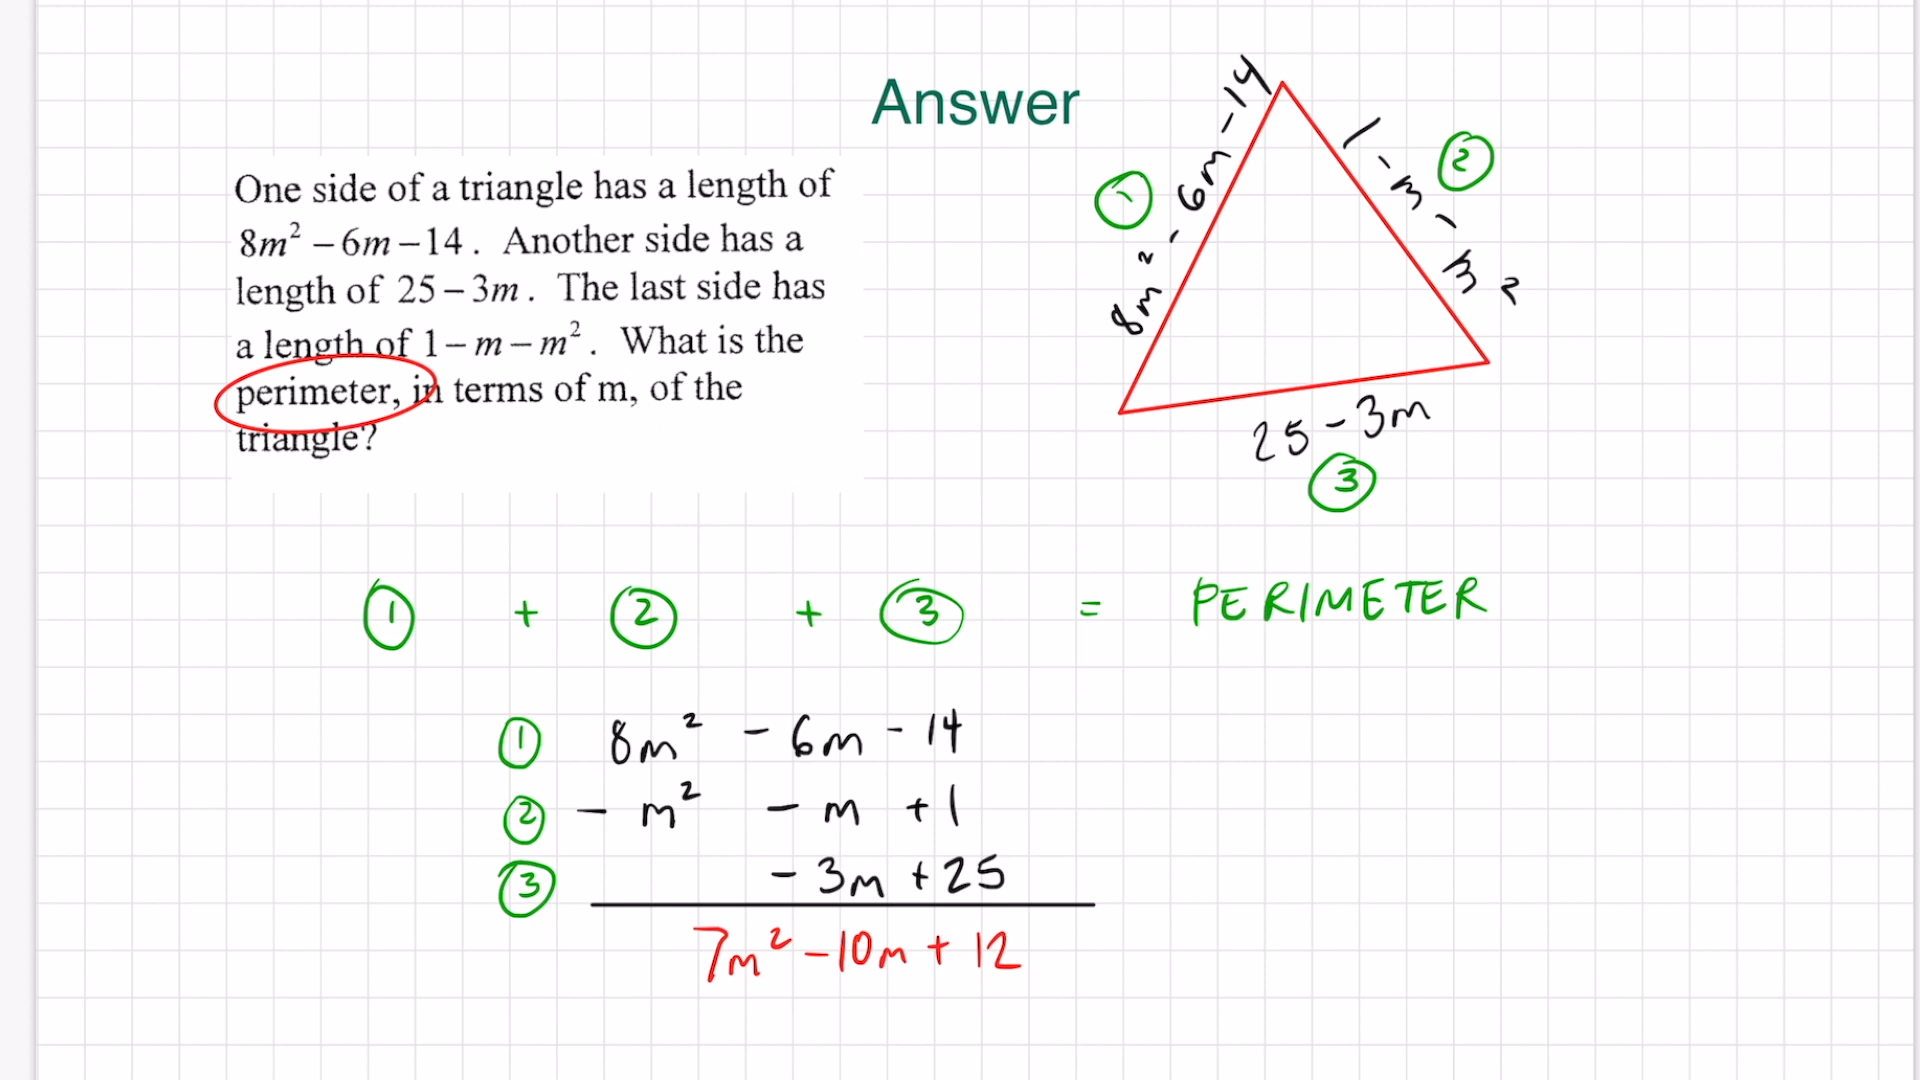 Answer
One side of a triangle has a length of
8m² – 6m – 14. Another side has a
length of 25 – 3m. The last side has
a length of 1 – m – m². What is the
perimeter, in terms of m, of the
triangle?
① 8m² - 6m - 14
1 - m - m² ②
25 - 3m
③
① + ② + ③ = PERIMETER
① 8m² - 6m - 14
② - m² - m + 1
③ - 3m + 25
7m² - 10m + 12